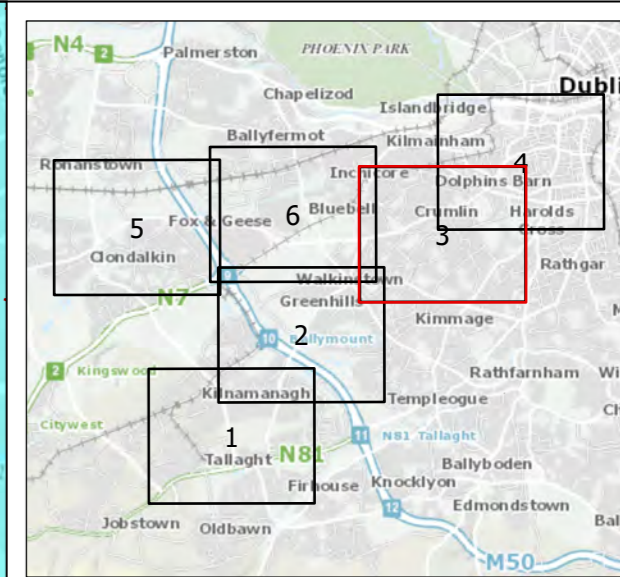 N4
2
Palmerston
PHOENIX PARK
Chapelizod
Islandbridge
Ballyfermot
Kilmainham
4
Ronanstown
Inchicore
Dolphins Barn
5
Fox & Geese
6
Bluebell
Crumlin
3
Harolds
Cross
Clondalkin
Rathgar
9
Walkinstown
N7
Greenhills
Kimmage
10
2
Ballymount
2
Kingswood
Rathfarnham
Kilnamanagh
Templeogue
Citywest
1
11
N81 Tallaght
Tallaght
N81
Ballyboden
Firhouse
Knocklyon
12
Edmondstown
Jobstown
Oldbawn
M50